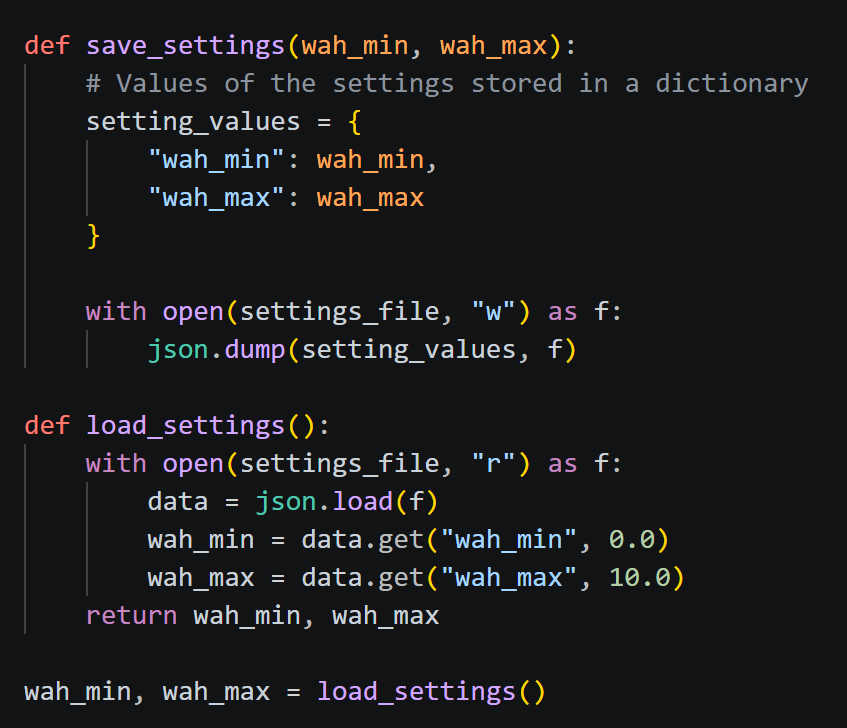 def save_settings(wah_min, wah_max):
    # Values of the settings stored in a dictionary
    setting_values = {
        "wah_min": wah_min,
        "wah_max": wah_max
    }

    with open(settings_file, "w") as f:
        json.dump(setting_values, f)

def load_settings():
    with open(settings_file, "r") as f:
        data = json.load(f)
        wah_min = data.get("wah_min", 0.0)
        wah_max = data.get("wah_max", 10.0)
    return wah_min, wah_max

wah_min, wah_max = load_settings()